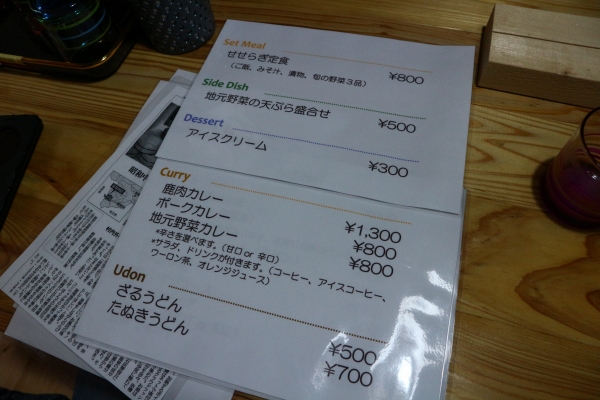 Set Meal
せせらぎ定食
（ご飯、みそ汁、漬物、旬の野菜３品） ¥800
Side Dish
地元野菜の天ぷら盛合せ ¥500
Dessert
アイスクリーム ¥300
Curry
鹿肉カレー ¥1,300
ポークカレー ¥800
地元野菜カレー ¥800
*辛さを選べます。（甘口 or 辛口）
*サラダ、ドリンクが付きます。（コーヒー、アイスコーヒー、
ウーロン茶、オレンジジュース）
Udon
ざるうどん ¥500
たぬきうどん ¥700